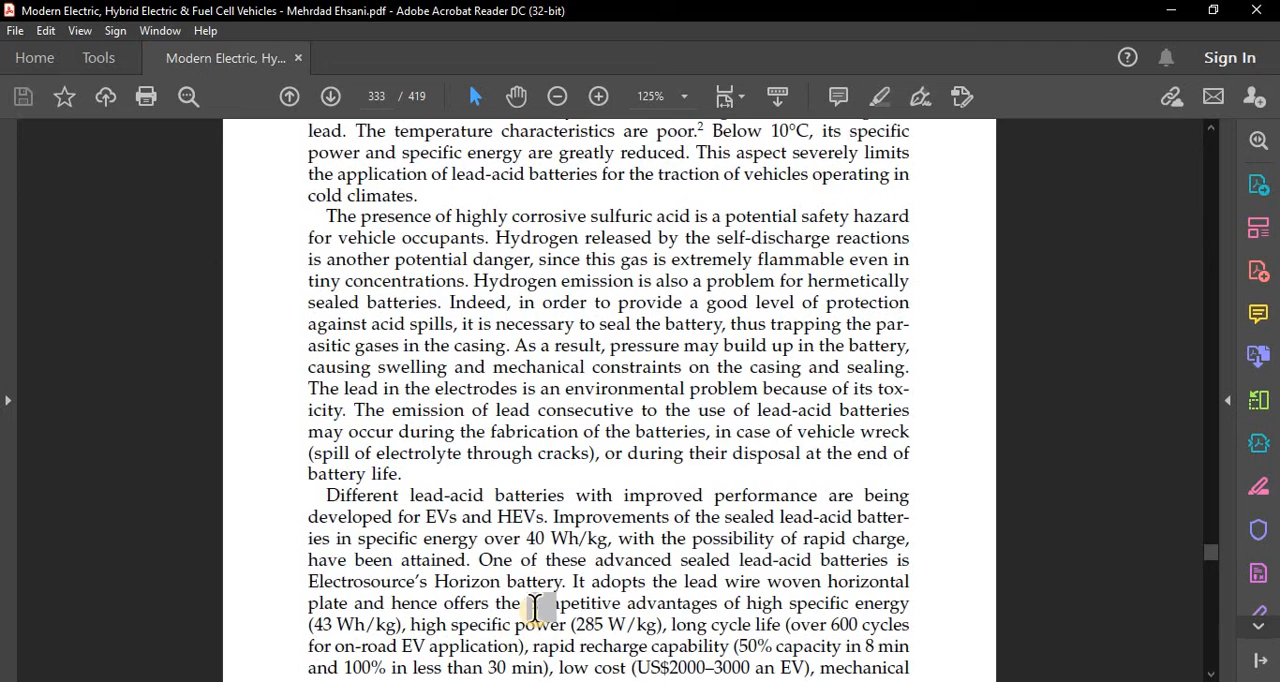 Modern Electric, Hybrid Electric & Fuel Cell Vehicles - Mehrdad Ehsani.pdf - Adobe Acrobat Reader DC (32-bit)
File Edit View Sign Window Help
Home Tools Modern Electric, Hy... × Sign In
333 / 419 125%
lead. The temperature characteristics are poor.² Below 10°C, its specific
power and specific energy are greatly reduced. This aspect severely limits
the application of lead-acid batteries for the traction of vehicles operating in
cold climates.
The presence of highly corrosive sulfuric acid is a potential safety hazard
for vehicle occupants. Hydrogen released by the self-discharge reactions
is another potential danger, since this gas is extremely flammable even in
tiny concentrations. Hydrogen emission is also a problem for hermetically
sealed batteries. Indeed, in order to provide a good level of protection
against acid spills, it is necessary to seal the battery, thus trapping the par-
asitic gases in the casing. As a result, pressure may build up in the battery,
causing swelling and mechanical constraints on the casing and sealing.
The lead in the electrodes is an environmental problem because of its tox-
icity. The emission of lead consecutive to the use of lead-acid batteries
may occur during the fabrication of the batteries, in case of vehicle wreck
(spill of electrolyte through cracks), or during their disposal at the end of
battery life.
Different lead-acid batteries with improved performance are being
developed for EVs and HEVs. Improvements of the sealed lead-acid batter-
ies in specific energy over 40 Wh/kg, with the possibility of rapid charge,
have been attained. One of these advanced sealed lead-acid batteries is
Electrosource's Horizon battery. It adopts the lead wire woven horizontal
plate and hence offers the competitive advantages of high specific energy
(43 Wh/kg), high specific power (285 W/kg), long cycle life (over 600 cycles
for on-road EV application), rapid recharge capability (50% capacity in 8 min
and 100% in less than 30 min), low cost (US$2000–3000 an EV), mechanical